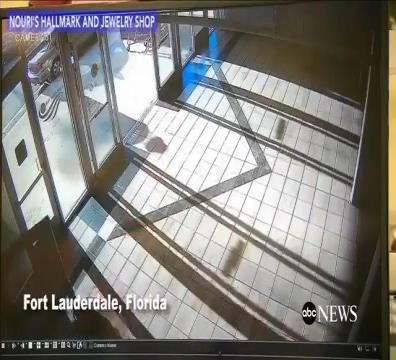 NOURI'S HALLMARK AND JEWELRY SHOP
Fort Lauderdale, Florida
abc NEWS